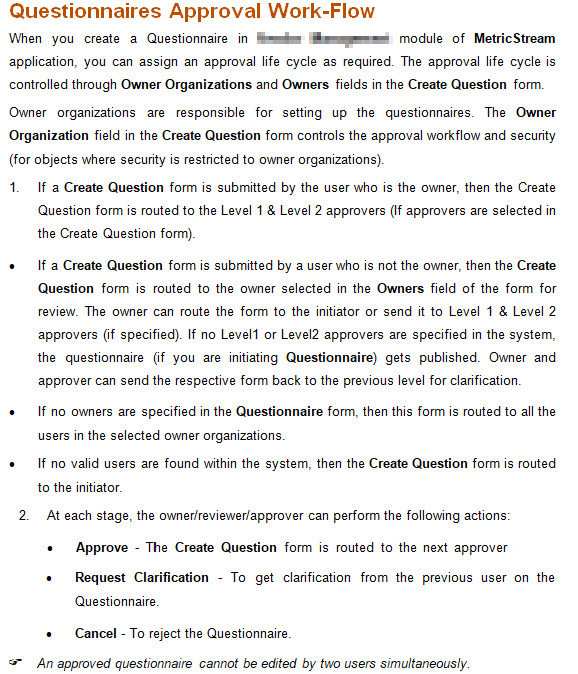 Questionnaires Approval Work-Flow
When you create a Questionnaire in module of MetricStream
application, you can assign an approval life cycle as required. The approval life cycle is
controlled through Owner Organizations and Owners fields in the Create Question form.
Owner organizations are responsible for setting up the questionnaires. The Owner
Organization field in the Create Question form controls the approval workflow and security
(for objects where security is restricted to owner organizations).
1. If a Create Question form is submitted by the user who is the owner, then the Create
Question form is routed to the Level 1 & Level 2 approvers (If approvers are selected in
the Create Question form).
• If a Create Question form is submitted by a user who is not the owner, then the Create
Question form is routed to the owner selected in the Owners field of the form for
review. The owner can route the form to the initiator or send it to Level 1 & Level 2
approvers (if specified). If no Level1 or Level2 approvers are specified in the system,
the questionnaire (if you are initiating Questionnaire) gets published. Owner and
approver can send the respective form back to the previous level for clarification.
• If no owners are specified in the Questionnaire form, then this form is routed to all the
users in the selected owner organizations.
• If no valid users are found within the system, then the Create Question form is routed
to the initiator.
2. At each stage, the owner/reviewer/approver can perform the following actions:
• Approve - The Create Question form is routed to the next approver
• Request Clarification - To get clarification from the previous user on the
Questionnaire.
• Cancel - To reject the Questionnaire.
☞ An approved questionnaire cannot be edited by two users simultaneously.